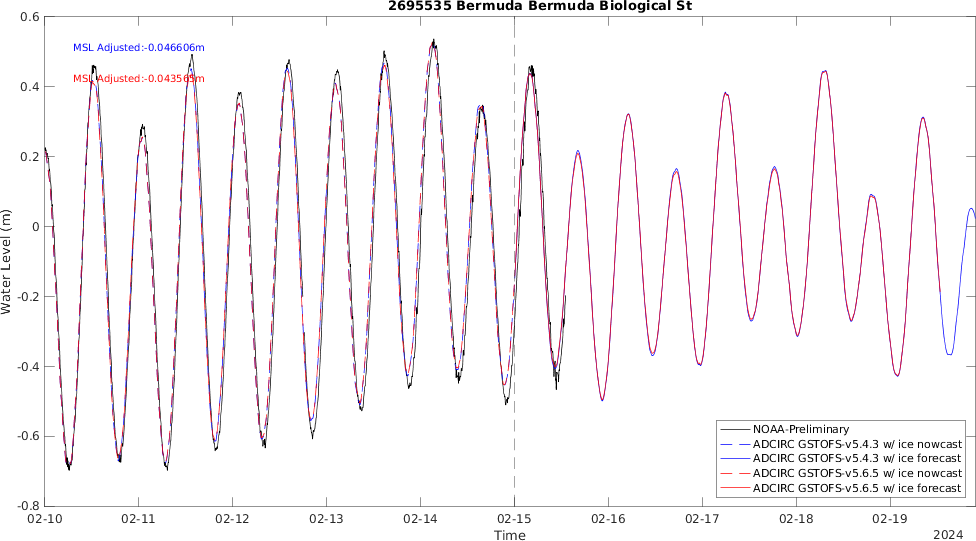 2695535 Bermuda Bermuda Biological St
MSL Adjusted:-0.046606m
MSL Adjusted:-0.043565m
Water Level (m)
0.6
0.4
0.2
0
-0.2
-0.4
-0.6
-0.8
02-10 02-11 02-12 02-13 02-14 02-15 02-16 02-17 02-18 02-19
Time
2024
NOAA-Preliminary
ADCIRC GSTOFS-v5.4.3 w/ ice nowcast
ADCIRC GSTOFS-v5.4.3 w/ ice forecast
ADCIRC GSTOFS-v5.6.5 w/ ice nowcast
ADCIRC GSTOFS-v5.6.5 w/ ice forecast